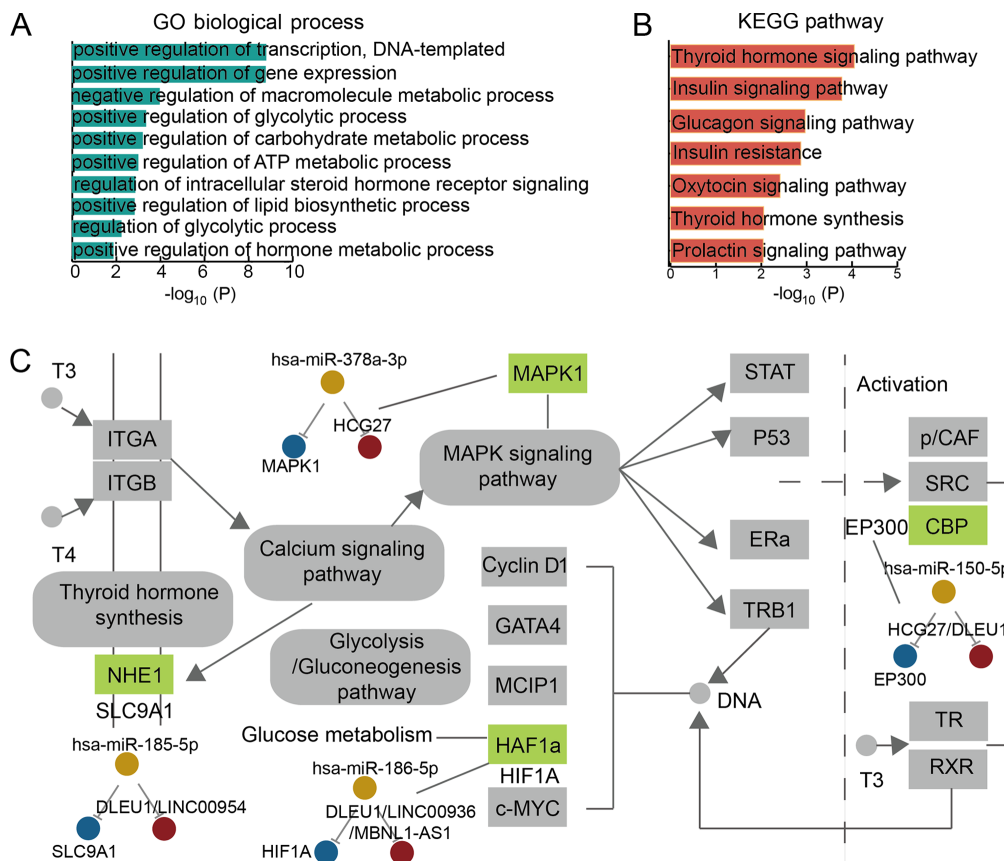 A
GO biological process
positive regulation of transcription, DNA-templated
positive regulation of gene expression
negative regulation of macromolecule metabolic process
positive regulation of glycolytic process
positive regulation of carbohydrate metabolic process
positive regulation of ATP metabolic process
regulation of intracellular steroid hormone receptor signaling
positive regulation of lipid biosynthetic process
regulation of glycolytic process
positive regulation of hormone metabolic process
0 2 4 6 8 10
-log10 (P)
B
KEGG pathway
Thyroid hormone signaling pathway
Insulin signaling pathway
Glucagon signaling pathway
Insulin resistance
Oxytocin signaling pathway
Thyroid hormone synthesis
Prolactin signaling pathway
0 1 2 3 4 5
-log10 (P)
C
T3
ITGA
ITGB
T4
Thyroid hormone
synthesis
NHE1
SLC9A1
hsa-miR-185-5p
DLEU1/LINC00954
SLC9A1
hsa-miR-378a-3p
HCG27
MAPK1
MAPK1
MAPK signaling
pathway
Calcium signaling
pathway
Glycolysis
/Gluconeogenesis
pathway
Glucose metabolism
hsa-miR-186-5p
DLEU1/LINC00936
/MBNL1-AS1
HIF1A
Cyclin D1
GATA4
MCIP1
HAF1a
HIF1A
c-MYC
STAT
P53
ERa
TRB1
DNA
Activation
p/CAF
SRC
EP300
CBP
hsa-miR-150-5p
HCG27/DLEU1
EP300
T3
TR
RXR